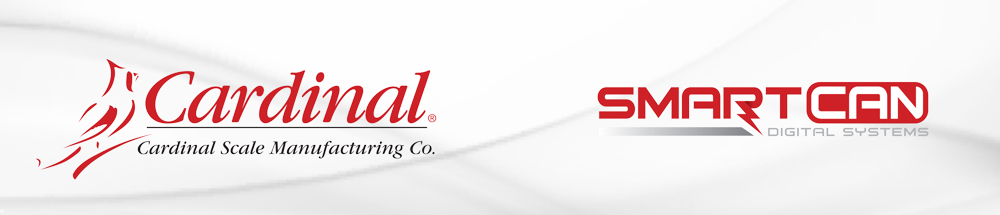 Cardinal®
Cardinal Scale Manufacturing Co.
SMARTCAN
DIGITAL SYSTEMS